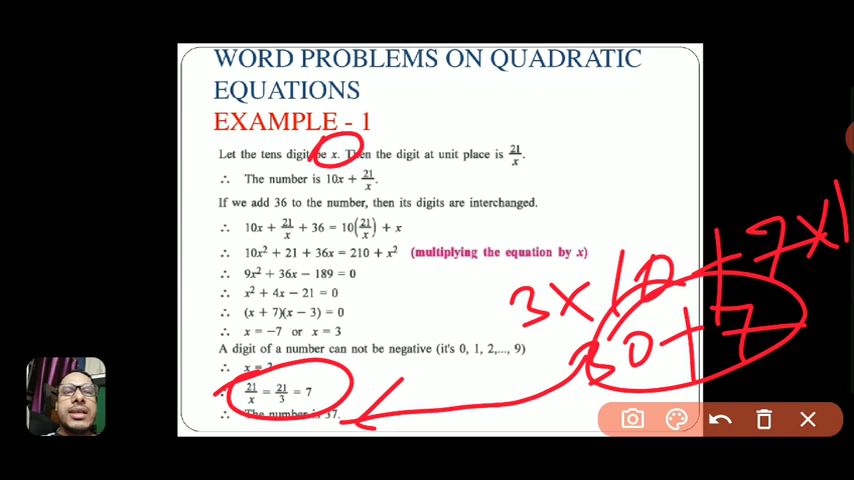 WORD PROBLEMS ON QUADRATIC
EQUATIONS
EXAMPLE - 1
Let the tens digit be x. Then the digit at unit place is 21/x.
∴ The number is 10x + 21/x.
If we add 36 to the number, then its digits are interchanged.
∴ 10x + 21/x + 36 = 10(21/x) + x
∴ 10x² + 21 + 36x = 210 + x² (multiplying the equation by x)
∴ 9x² + 36x − 189 = 0
∴ x² + 4x − 21 = 0
∴ (x + 7)(x − 3) = 0
∴ x = −7 or x = 3
3x10 + 7x1
30 + 7
A digit of a number can not be negative (it's 0, 1, 2,..., 9)
∴ x = 3
21/x = 21/3 = 7
∴ The number is 37.